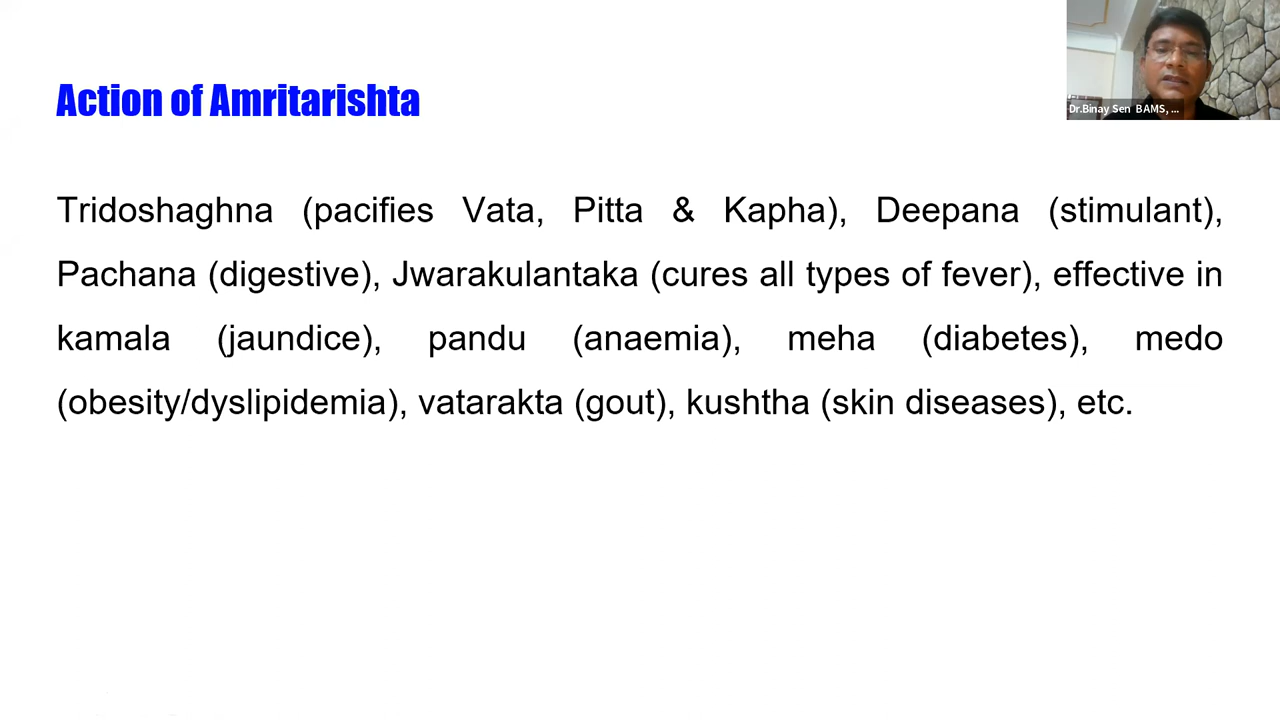 Action of Amritarishta
Dr.Binay Sen BAMS, ...
Tridoshaghna (pacifies Vata, Pitta & Kapha), Deepana (stimulant),
Pachana (digestive), Jwarakulantaka (cures all types of fever), effective in
kamala (jaundice), pandu (anaemia), meha (diabetes), medo
(obesity/dyslipidemia), vatarakta (gout), kushtha (skin diseases), etc.